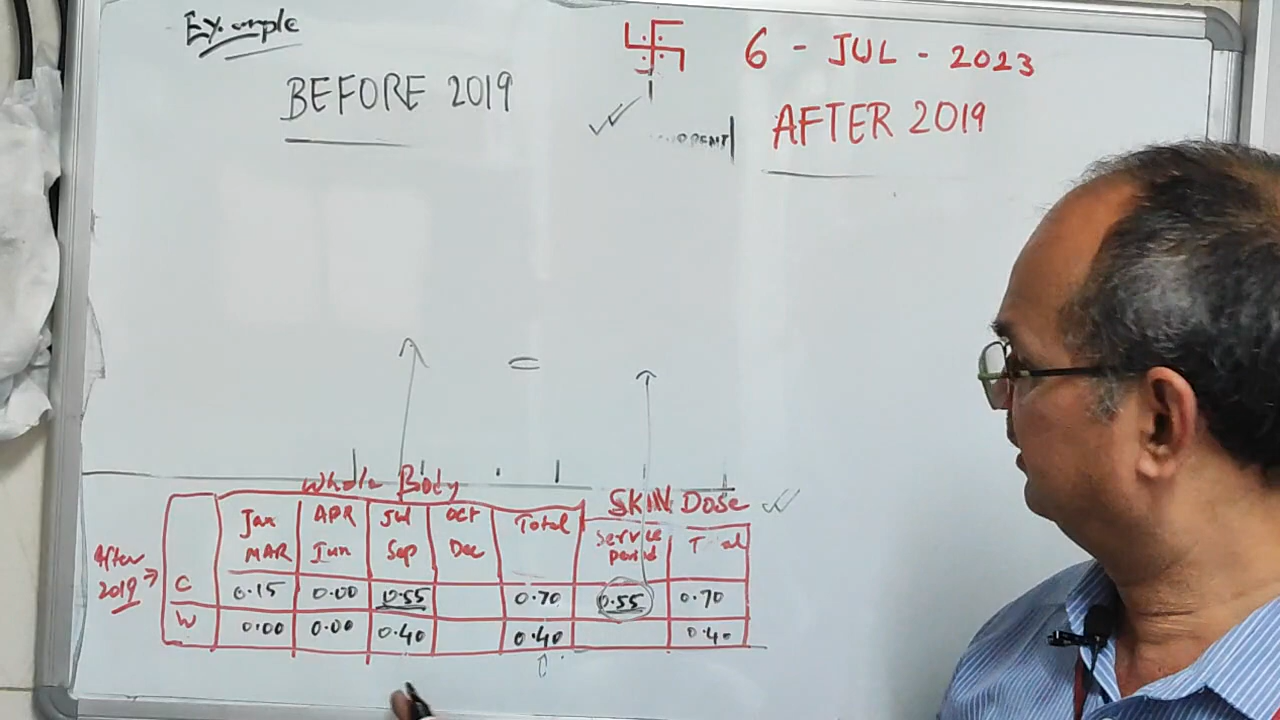 Example
6 - JUL - 2023
BEFORE 2019
AFTER 2019
Whole Body
SKIN Dose
After 2019
Jan MAR
APR Jun
Jul Sep
OCT Dec
Total
Service period
C 0.15 0.00 0.55 0.70 0.55 0.70
W 0.00 0.00 0.40 0.40 0.40